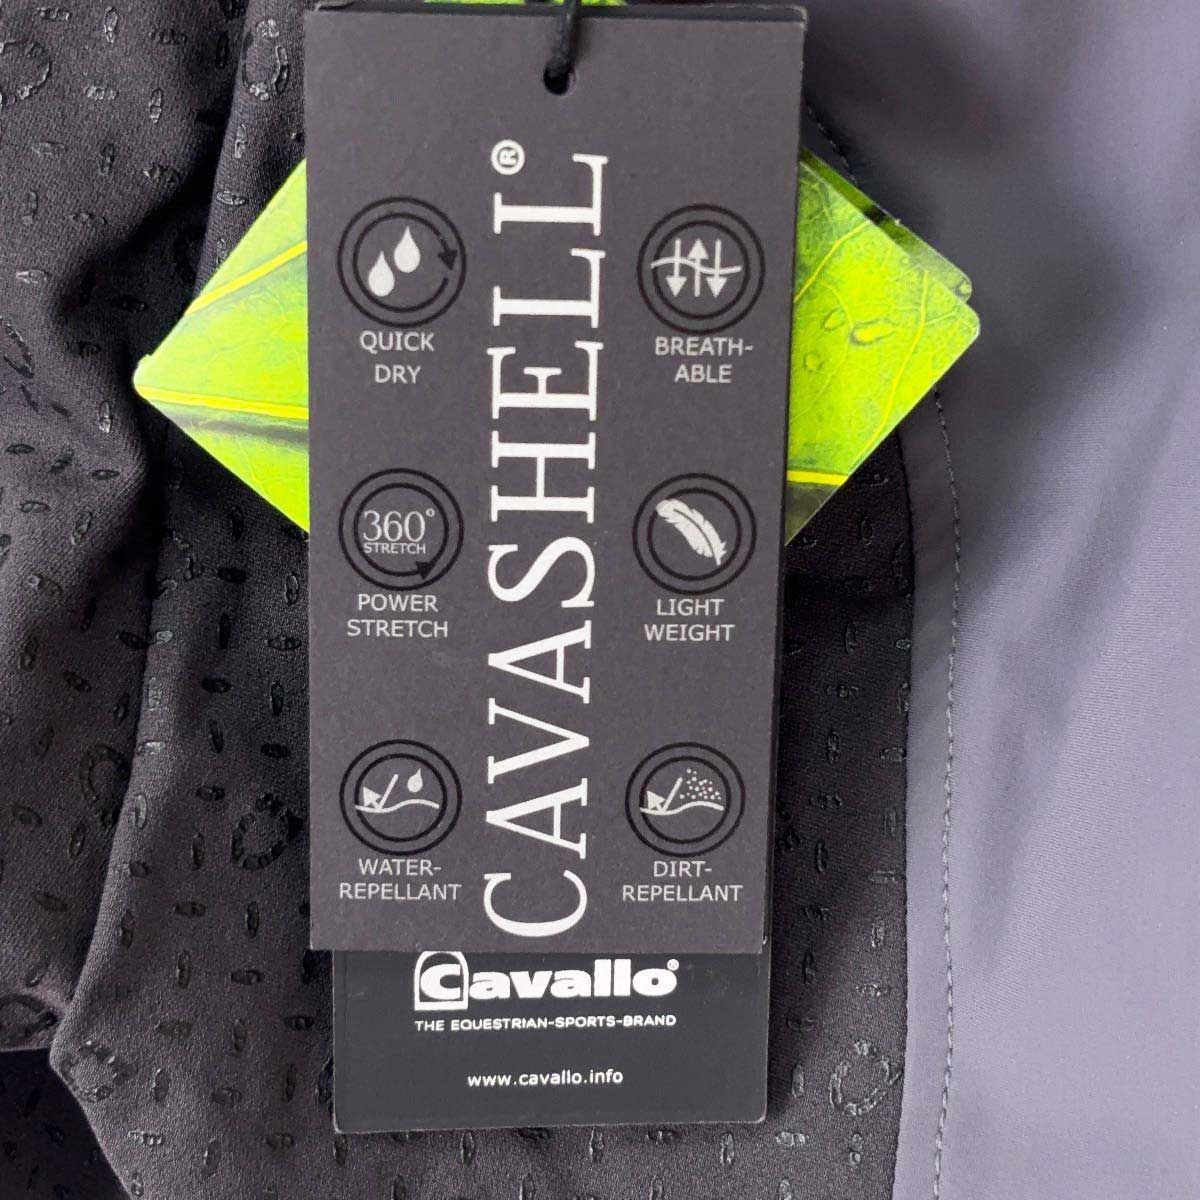 CAVASHELL®
QUICK
DRY
BREATH-
ABLE
360°
STRETCH
POWER
STRETCH
LIGHT
WEIGHT
WATER-
REPELLANT
DIRT-
REPELLANT
Cavallo®
THE EQUESTRIAN-SPORTS-BRAND
www.cavallo.info